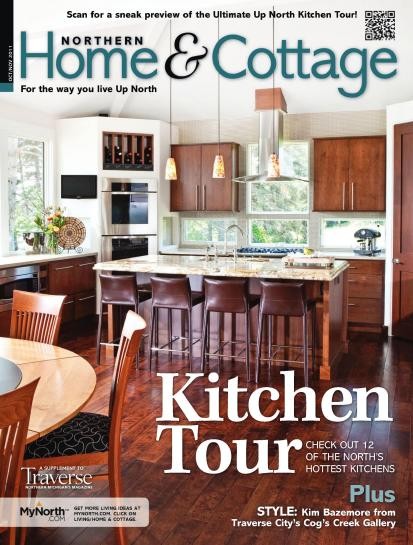 Scan for a sneak preview of the Ultimate Up North Kitchen Tour!
OCT/NOV 2011
NORTHERN
Home & Cottage
For the way you live Up North
Kitchen
Tour
CHECK OUT 12
OF THE NORTH'S
HOTTEST KITCHENS
Plus
STYLE: Kim Bazemore from
Traverse City's Cog's Creek Gallery
A SUPPLEMENT TO
Traverse
NORTHERN MICHIGAN'S MAGAZINE
MyNorth™
.COM
GET MORE LIVING IDEAS AT
MYNORTH.COM. CLICK ON
LIVING/HOME & COTTAGE.